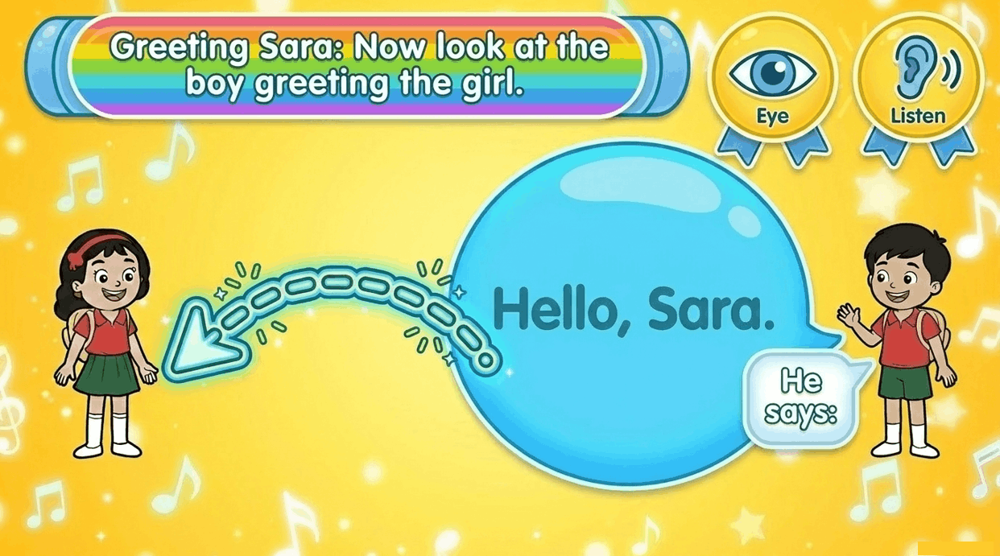 Greeting Sara: Now look at the
boy greeting the girl.
Eye
Listen
Hello, Sara.
He
says: